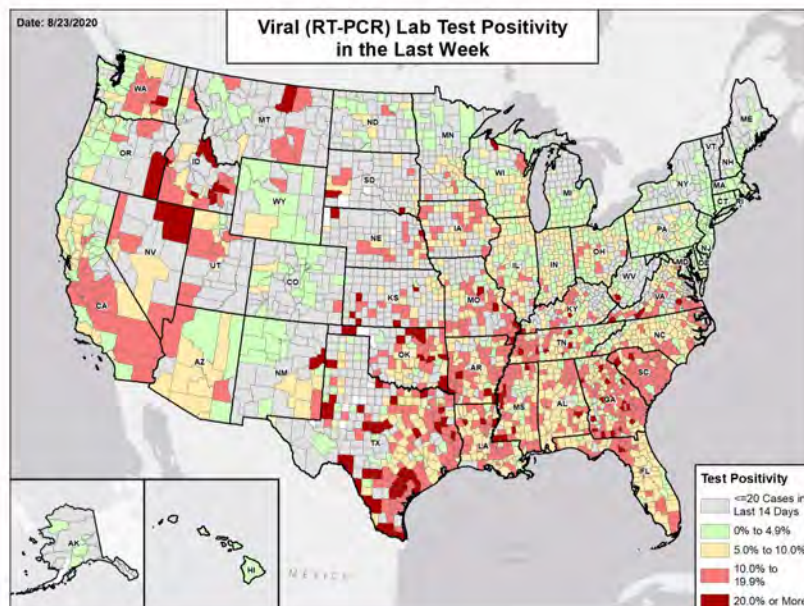 Date: 8/23/2020
Viral (RT-PCR) Lab Test Positivity
in the Last Week
WA
MT
ND
MN
ME
OR
ID
SD
WI
MI
VT
NH
NY
MA
CT
RI
WY
NE
IA
PA
NJ
NV
UT
CO
IL
IN
OH
MD
DE
WV
CA
KS
MO
KY
VA
AZ
NM
OK
AR
TN
NC
SC
TX
LA
MS
AL
GA
FL
AK
HI
MEXICO
Test Positivity
<=20 Cases in
Last 14 Days
0% to 4.9%
5.0% to 10.0%
10.0% to
19.9%
20.0% or More